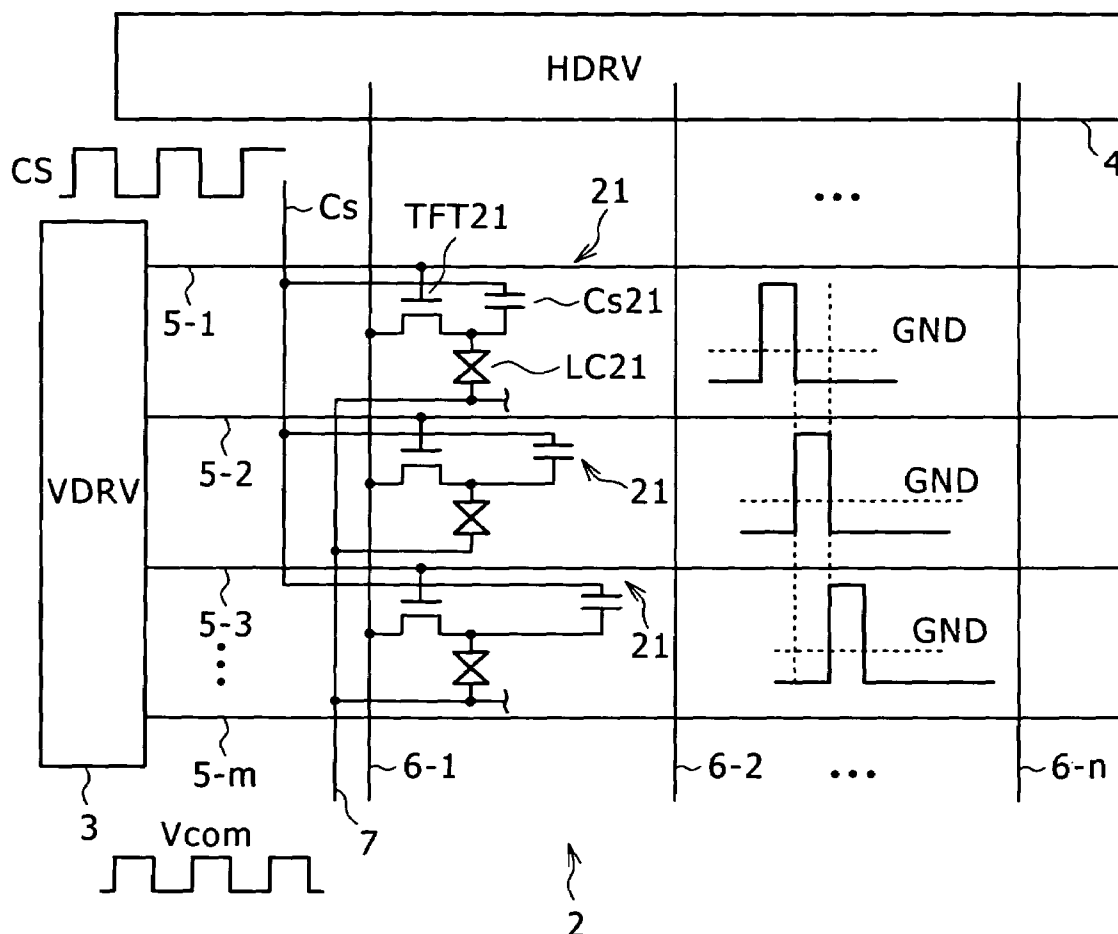 HDRV
4
CS
Cs
TFT21
21
...
5-1
Cs21
GND
LC21
VDRV
5-2
21
GND
5-3
21
GND
5-m
6-1
6-2
...
6-n
3
7
Vcom
2